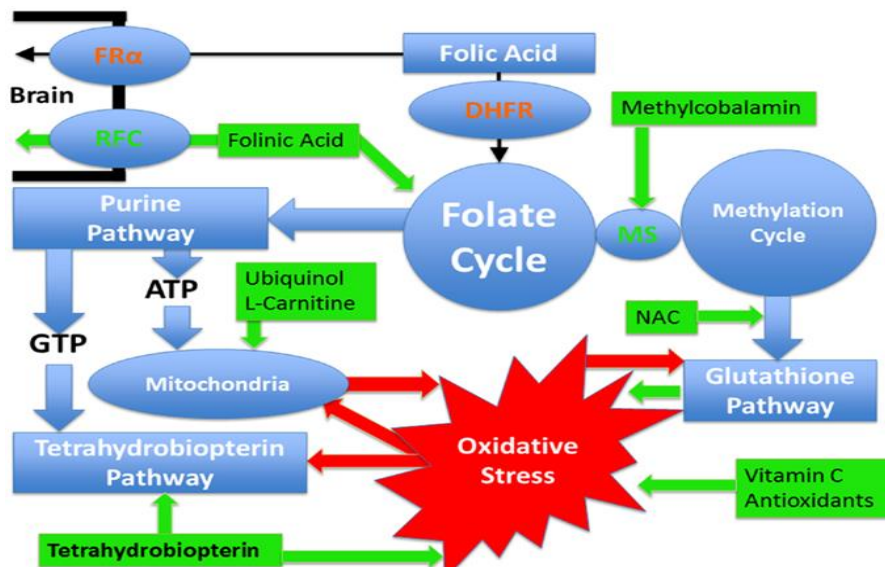 FRα
Folic Acid
Brain
DHFR
Methylcobalamin
RFC
Folinic Acid
Purine
Pathway
Folate
Cycle
MS
Methylation
Cycle
ATP
Ubiquinol
L-Carnitine
GTP
NAC
Mitochondria
Glutathione
Pathway
Tetrahydrobiopterin
Pathway
Oxidative
Stress
Vitamin C
Antioxidants
Tetrahydrobiopterin